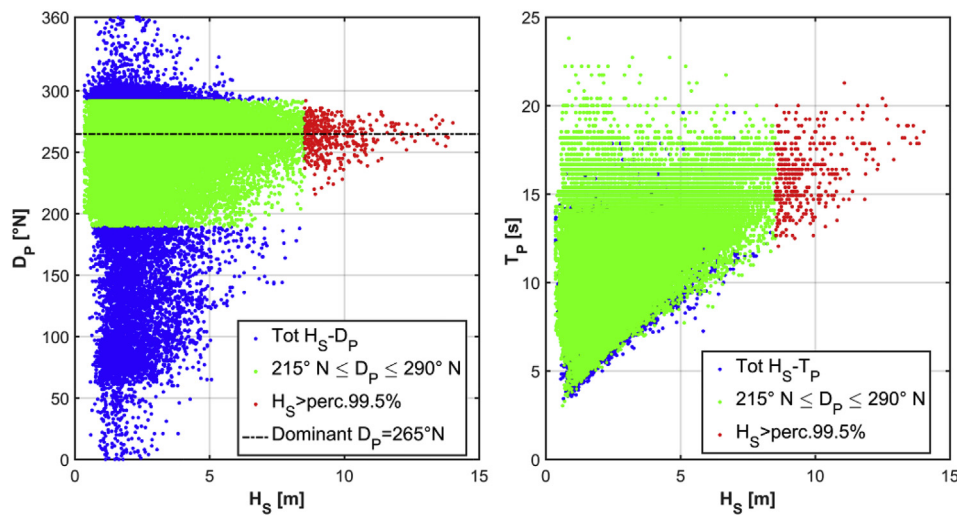 360
300
250
200
150
100
50
0
0
5
10
15
D_P [°N]
H_S [m]
Tot H_S-D_P
215° N ≤ D_P ≤ 290° N
H_S>perc.99.5%
Dominant D_P=265°N
25
20
15
10
5
0
0
5
10
15
T_P [s]
H_S [m]
Tot H_S-T_P
215° N ≤ D_P ≤ 290° N
H_S>perc.99.5%